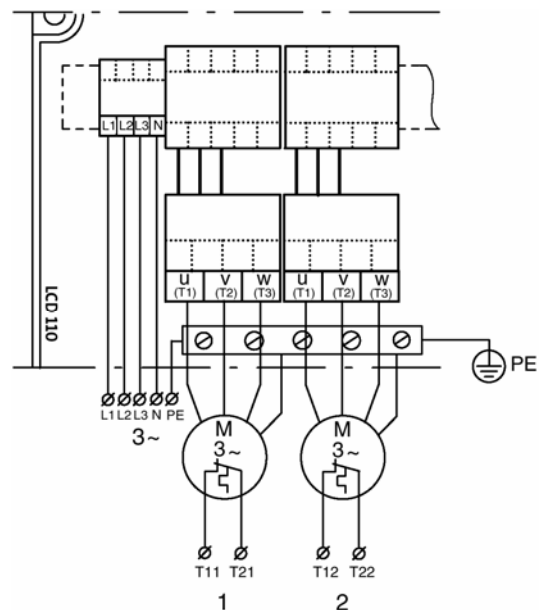 L1 L2 L3 N
u v w u v w
(T1) (T2) (T3) (T1) (T2) (T3)
LCD 110
PE
L1 L2 L3 N PE
3~
M
3~
M
3~
T11 T21 T12 T22
1 2